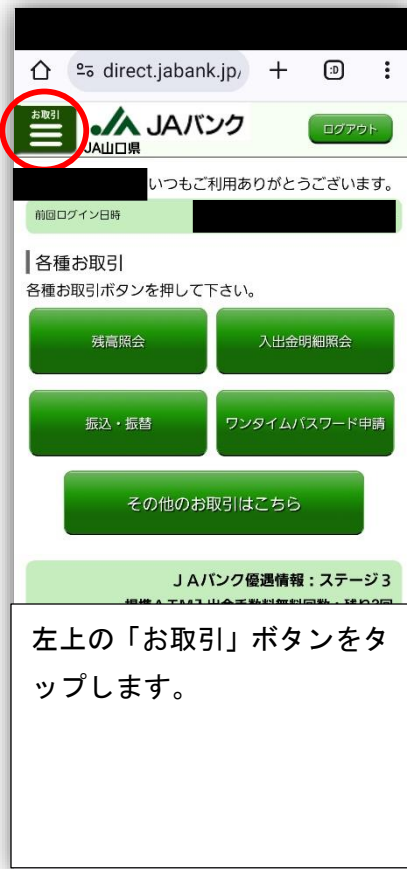 direct.jabank.jp/
:D
お取引
JAバンク
JA山口県
ログアウト
いつもご利用ありがとうございます。
前回ログイン日時
各種お取引
各種お取引ボタンを押して下さい。
残高照会
入出金明細照会
振込・振替
ワンタイムパスワード申請
その他のお取引はこちら
JAバンク優遇情報：ステージ3
左上の「お取引」ボタンをタ
ップします。